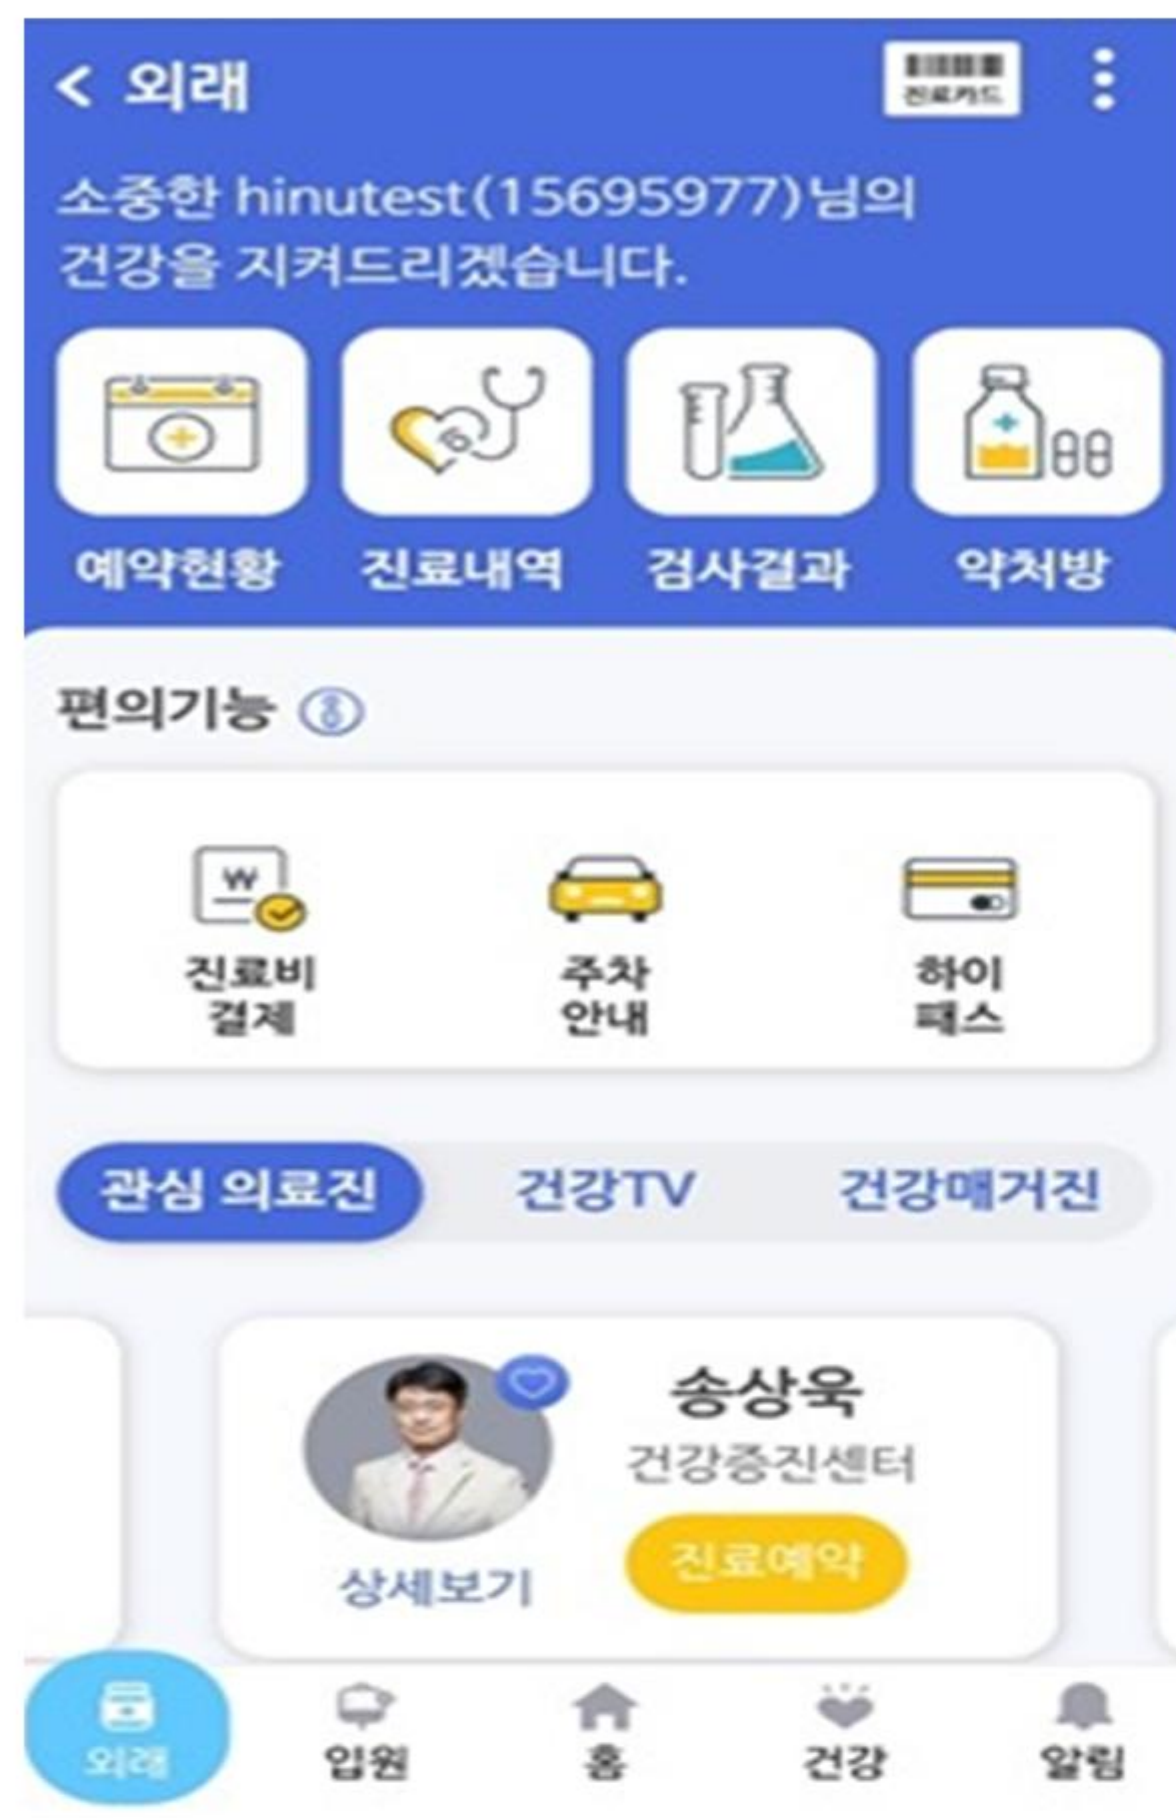 외래
진료카드
소중한 hinutest(15695977)님의
건강을 지켜드리겠습니다.
예약현황 진료내역 검사결과 약처방
편의기능
₩
진료비 결제
주차 안내
하이 패스
관심 의료진 건강TV 건강매거진
송상욱
건강증진센터
상세보기
진료예약
외래 입원 홈 건강 알림